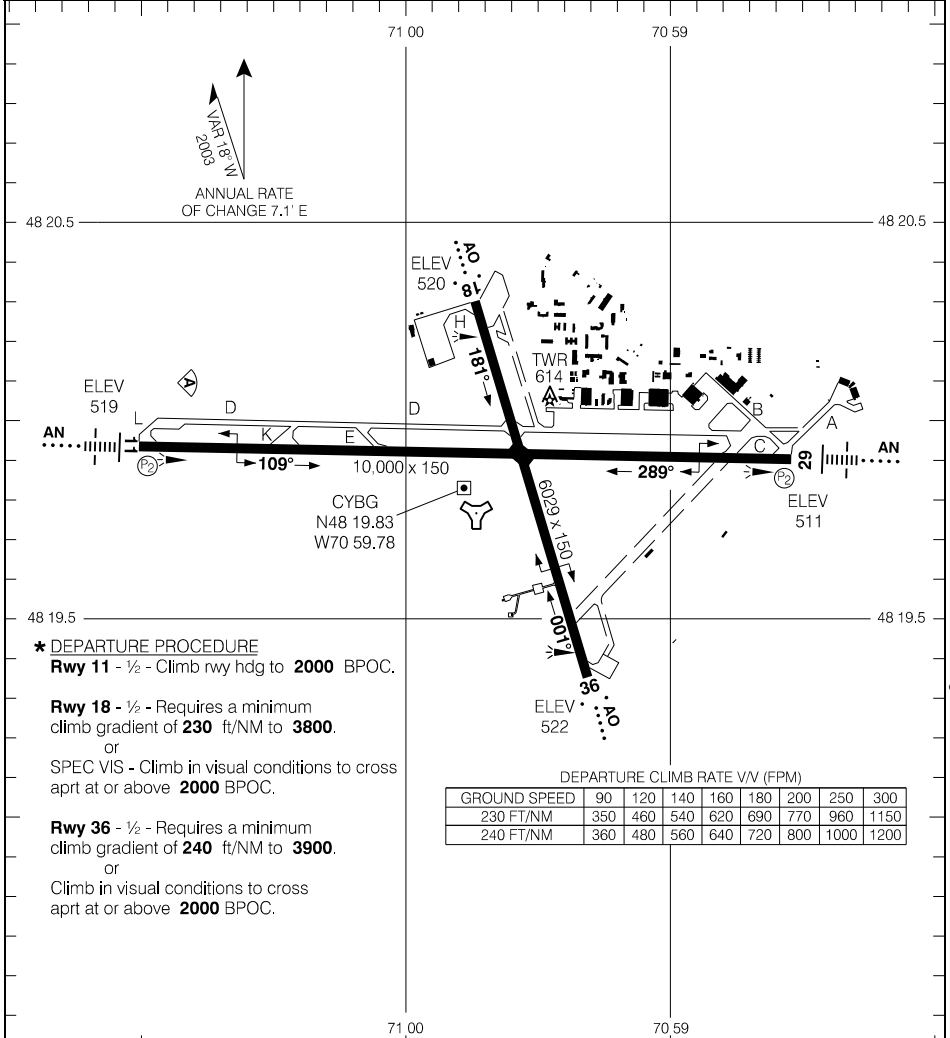 71 00
70 59
VAR 18° W
2003
ANNUAL RATE
OF CHANGE 7.1' E
48 20.5
48 20.5
AO
ELEV
520
18
H
181°
TWR
614
ELEV
519
A
D
D
B
A
L
K
E
C
AN
11
109°
10,000 x 150
289°
29
AN
P2
P2
ELEV
511
CYBG
N48 19.83
W70 59.78
6029 x 150
48 19.5
48 19.5
001°
36
ELEV
522
AO
* DEPARTURE PROCEDURE
Rwy 11 - ½ - Climb rwy hdg to 2000 BPOC.
Rwy 18 - ½ - Requires a minimum
climb gradient of 230 ft/NM to 3800.
or
SPEC VIS - Climb in visual conditions to cross
aprt at or above 2000 BPOC.
Rwy 36 - ½ - Requires a minimum
climb gradient of 240 ft/NM to 3900.
or
Climb in visual conditions to cross
aprt at or above 2000 BPOC.
DEPARTURE CLIMB RATE V/V (FPM)
GROUND SPEED 90 120 140 160 180 200 250 300
230 FT/NM 350 460 540 620 690 770 960 1150
240 FT/NM 360 480 560 640 720 800 1000 1200
71 00
70 59